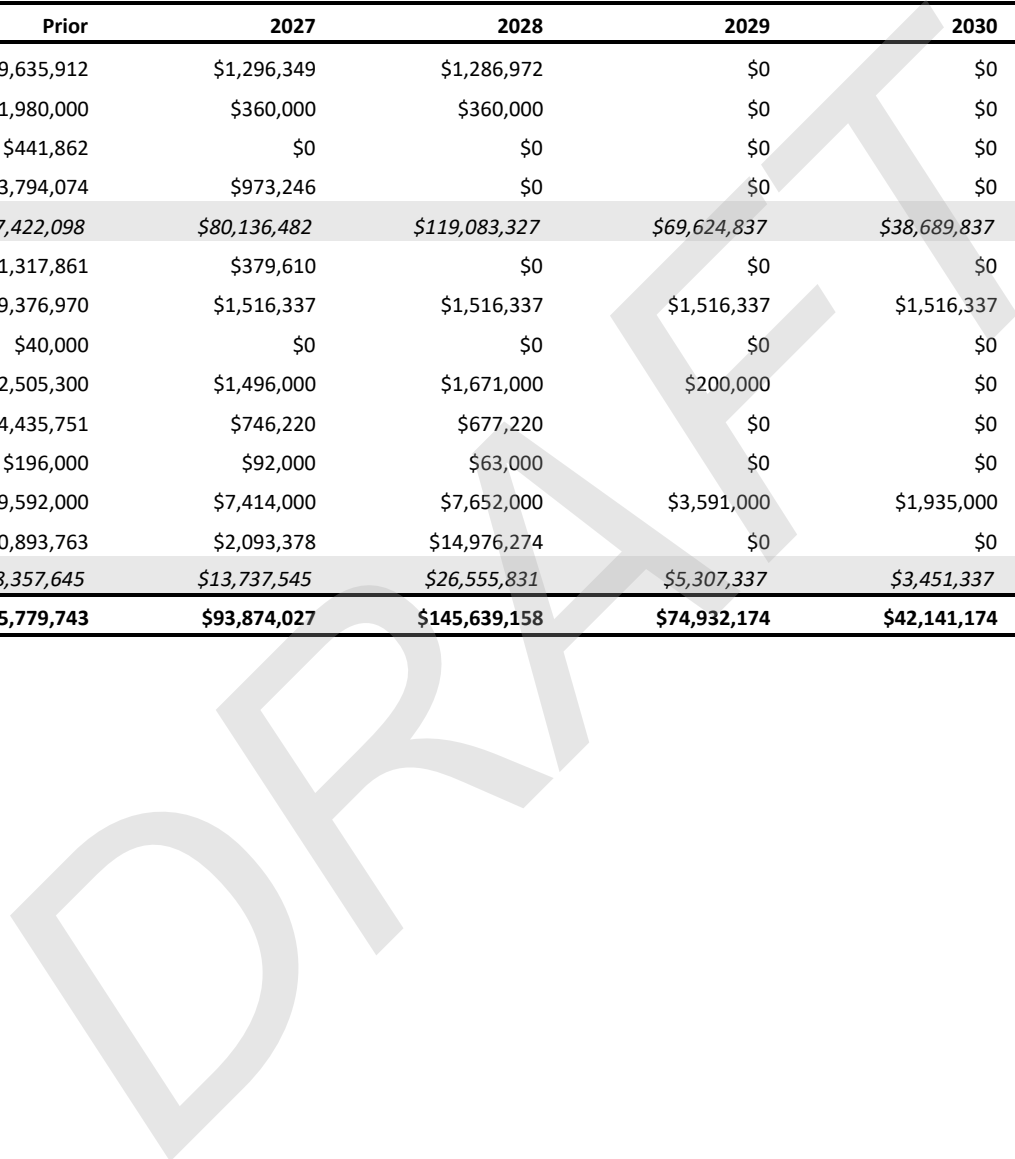 Prior 2027 2028 2029 2030
9,635,912 $1,296,349 $1,286,972 $0 $0
1,980,000 $360,000 $360,000 $0 $0
$441,862 $0 $0 $0 $0
3,794,074 $973,246 $0 $0 $0
7,422,098 $80,136,482 $119,083,327 $69,624,837 $38,689,837
1,317,861 $379,610 $0 $0 $0
9,376,970 $1,516,337 $1,516,337 $1,516,337 $1,516,337
$40,000 $0 $0 $0 $0
2,505,300 $1,496,000 $1,671,000 $200,000 $0
4,435,751 $746,220 $677,220 $0 $0
$196,000 $92,000 $63,000 $0 $0
9,592,000 $7,414,000 $7,652,000 $3,591,000 $1,935,000
0,893,763 $2,093,378 $14,976,274 $0 $0
8,357,645 $13,737,545 $26,555,831 $5,307,337 $3,451,337
5,779,743 $93,874,027 $145,639,158 $74,932,174 $42,141,174
DRAFT